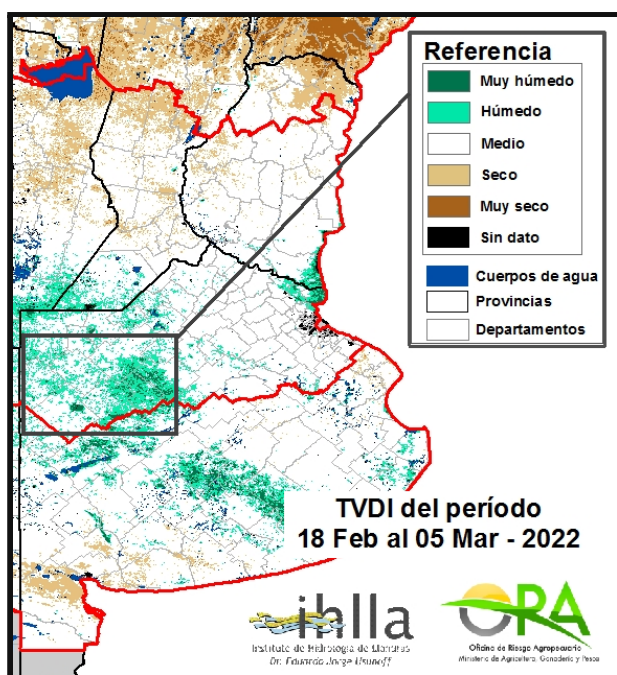 Referencia
Muy húmedo
Húmedo
Medio
Seco
Muy seco
Sin dato
Cuerpos de agua
Provincias
Departamentos
TVDI del período
18 Feb al 05 Mar - 2022
ihlla
Instituto de Hidrología de Llanuras
Dr. Eduardo Jorge Usunoff
ORA
Oficina de Riesgo Agropecuario
Ministerio de Agricultura, Ganadería y Pesca